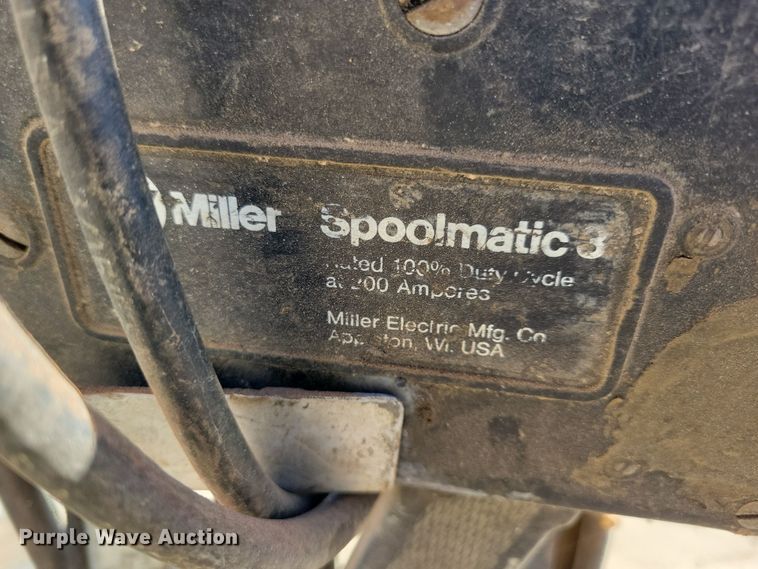 Miller Spoolmatic 3
Rated 100% Duty Cycle
at 200 Amperes
Miller Electric Mfg. Co
Appleton, Wi. USA
Purple Wave Auction